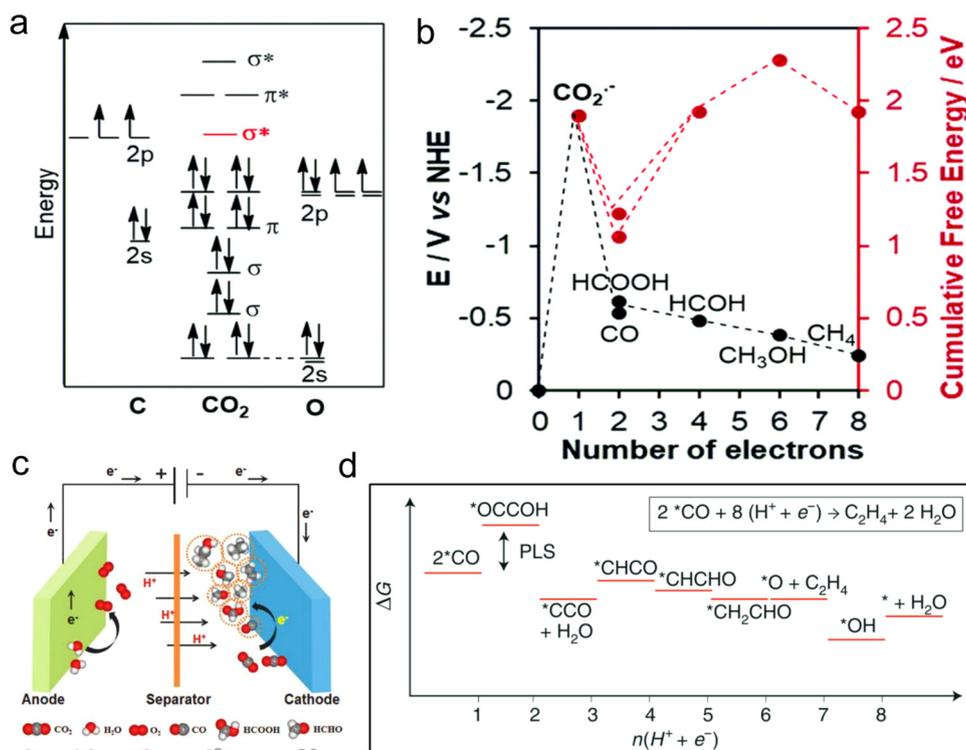 a
Energy
σ*
π*
σ*
2p
2s
π
σ
σ
2p
2s
C CO2 O
b
-2.5
-2
-1.5
-1
-0.5
0
E / V vs NHE
CO2•-
HCOOH
CO
HCOH
CH3OH
CH4
2.5
2
1.5
1
0.5
0
Cumulative Free Energy / eV
0 1 2 3 4 5 6 7 8
Number of electrons
c
e- + - e-
e-
e-
e-
H+
H+
H+
e-
Anode Separator Cathode
CO2 H2O O2 CO HCOOH HCHO
d
ΔG
2 *CO + 8 (H+ + e−) → C2H4+ 2 H2O
*OCCOH
2*CO
PLS
*CCO
+ H2O
*CHCO
*CHCHO
*CH2CHO
*O + C2H4
*OH
* + H2O
1 2 3 4 5 6 7 8
n(H+ + e−)